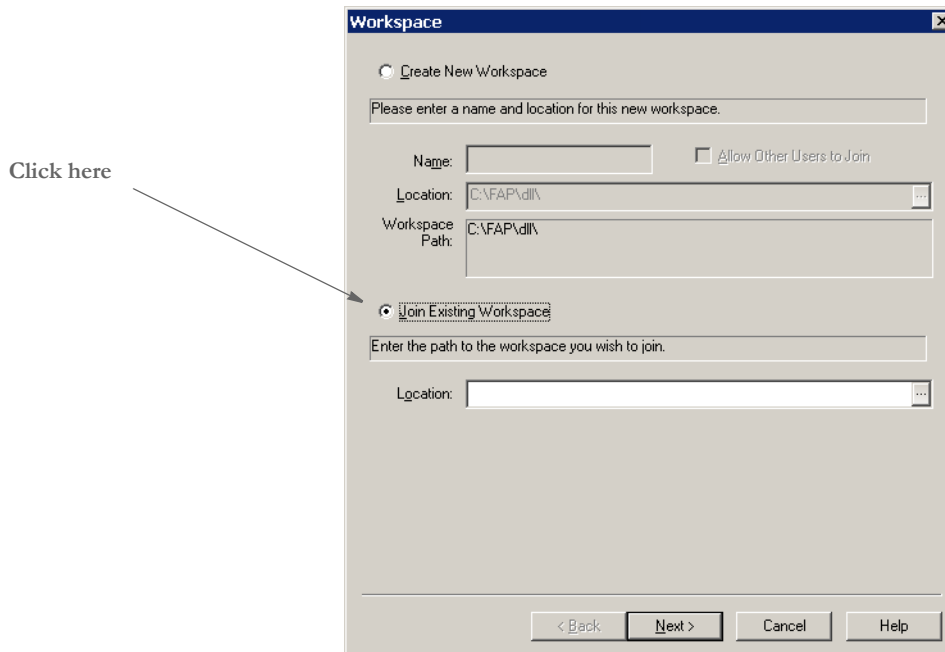 Workspace
Create New Workspace
Please enter a name and location for this new workspace.
Name:
Allow Other Users to Join
Click here
Location: C:\FAP\dll\ ...
Workspace Path: C:\FAP\dll\
Join Existing Workspace
Enter the path to the workspace you wish to join.
Location: ...
< Back Next > Cancel Help